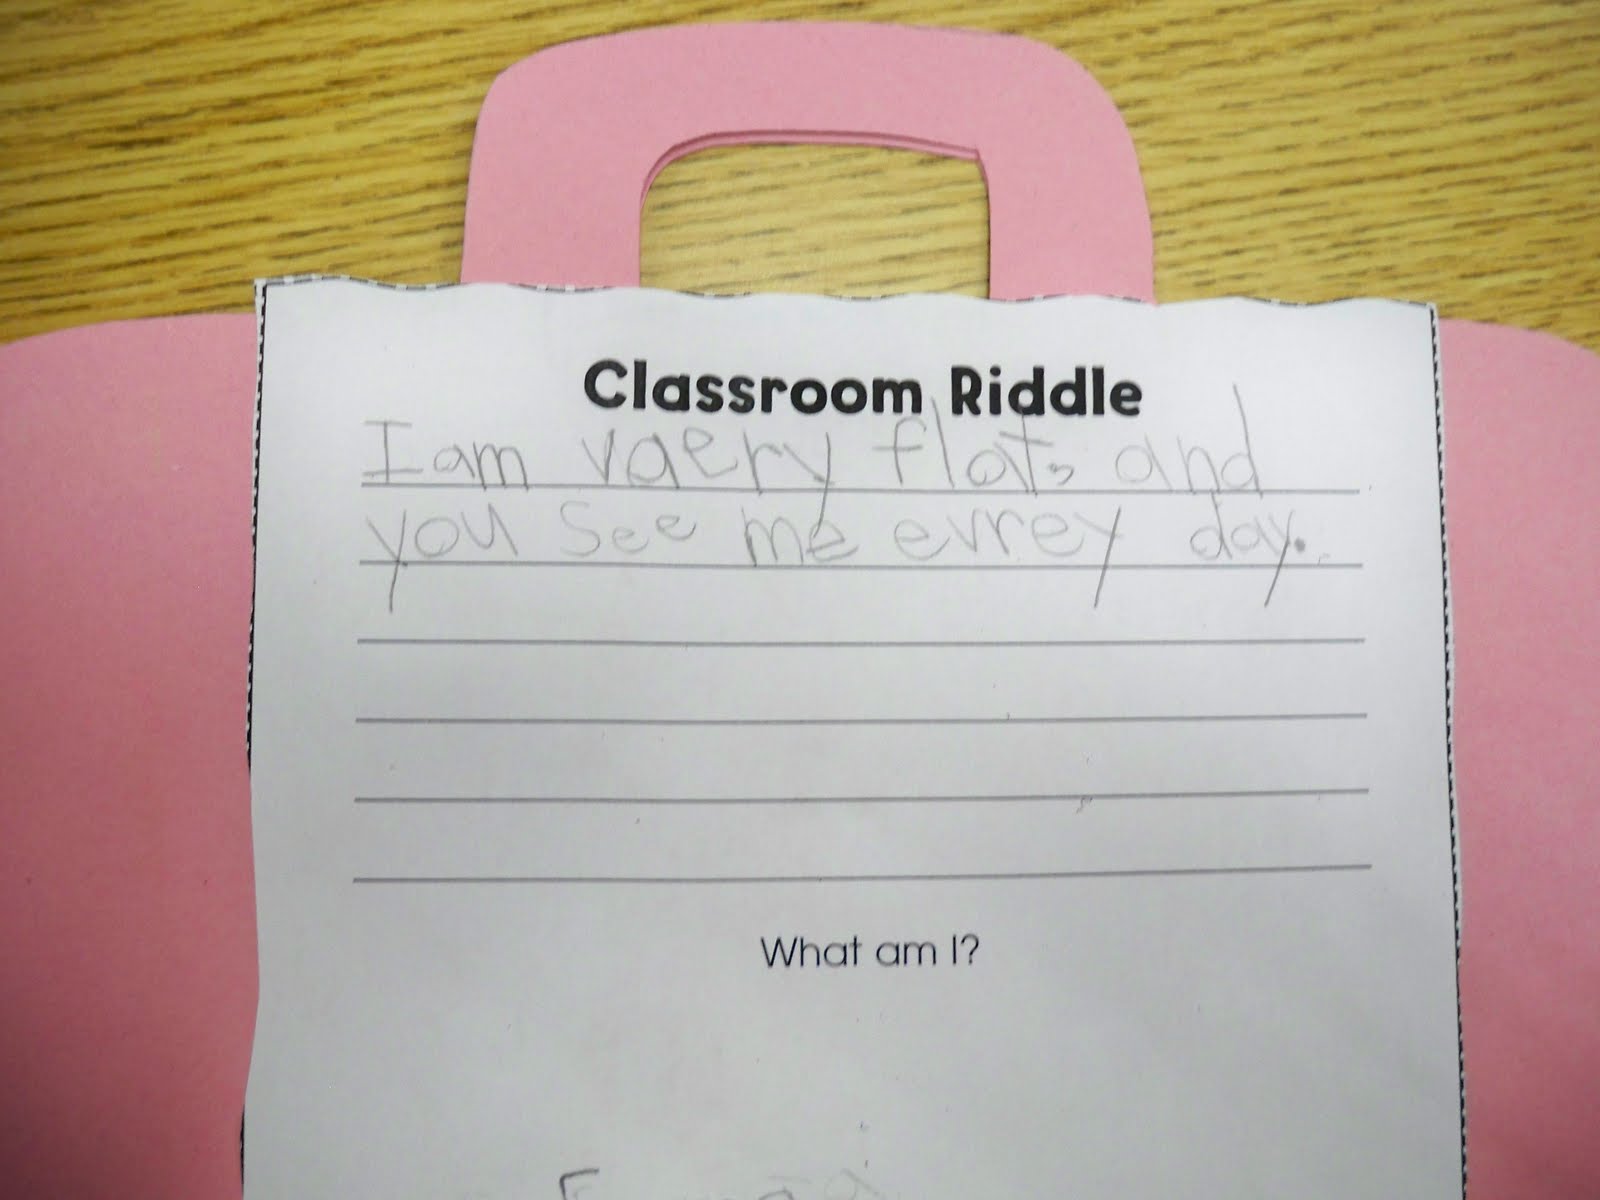 Classroom Riddle
I am vaery flat, and
you see me evrey day.
What am I?